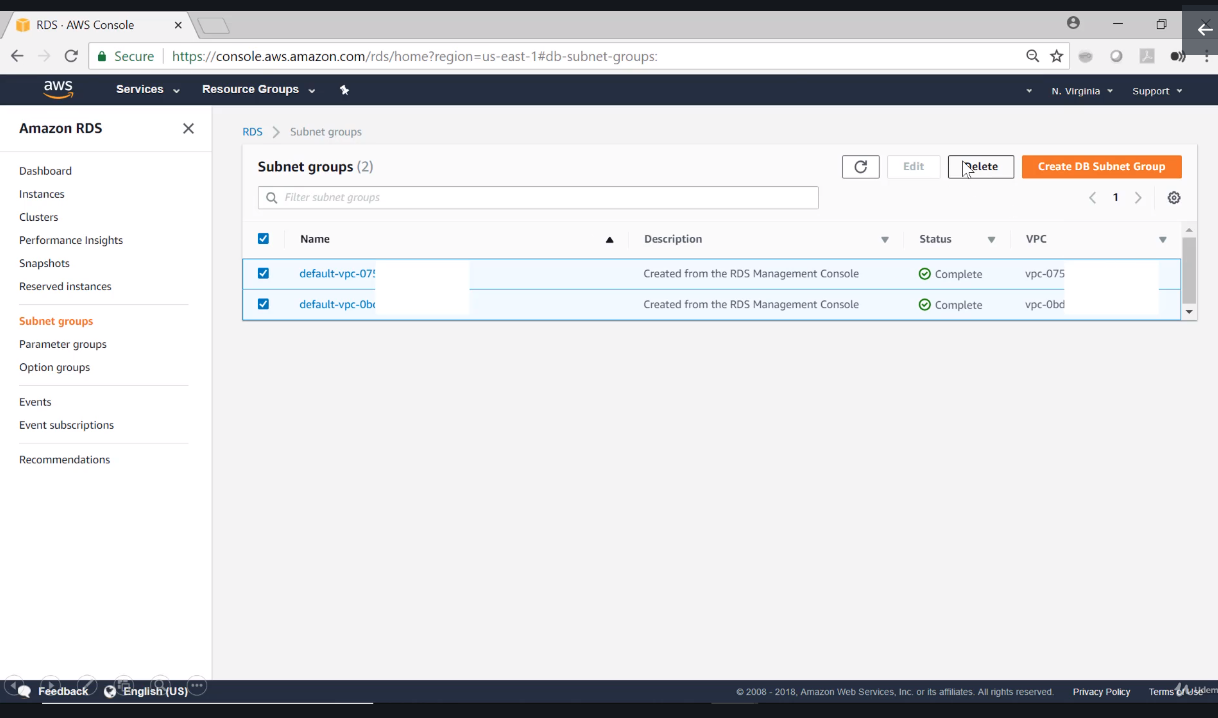 RDS · AWS Console
Secure
https://console.aws.amazon.com/rds/home?region=us-east-1#db-subnet-groups:
aws
Services
Resource Groups
N. Virginia
Support
Amazon RDS
Dashboard
Instances
Clusters
Performance Insights
Snapshots
Reserved instances
Subnet groups
Parameter groups
Option groups
Events
Event subscriptions
Recommendations
RDS > Subnet groups
Subnet groups (2)
Edit
Delete
Create DB Subnet Group
Filter subnet groups
1
Name
Description
Status
VPC
default-vpc-075 Created from the RDS Management Console Complete vpc-075
default-vpc-0bd Created from the RDS Management Console Complete vpc-0bd
Feedback
English (US)
© 2008 - 2018, Amazon Web Services, Inc. or its affiliates. All rights reserved.
Privacy Policy
Terms of Use